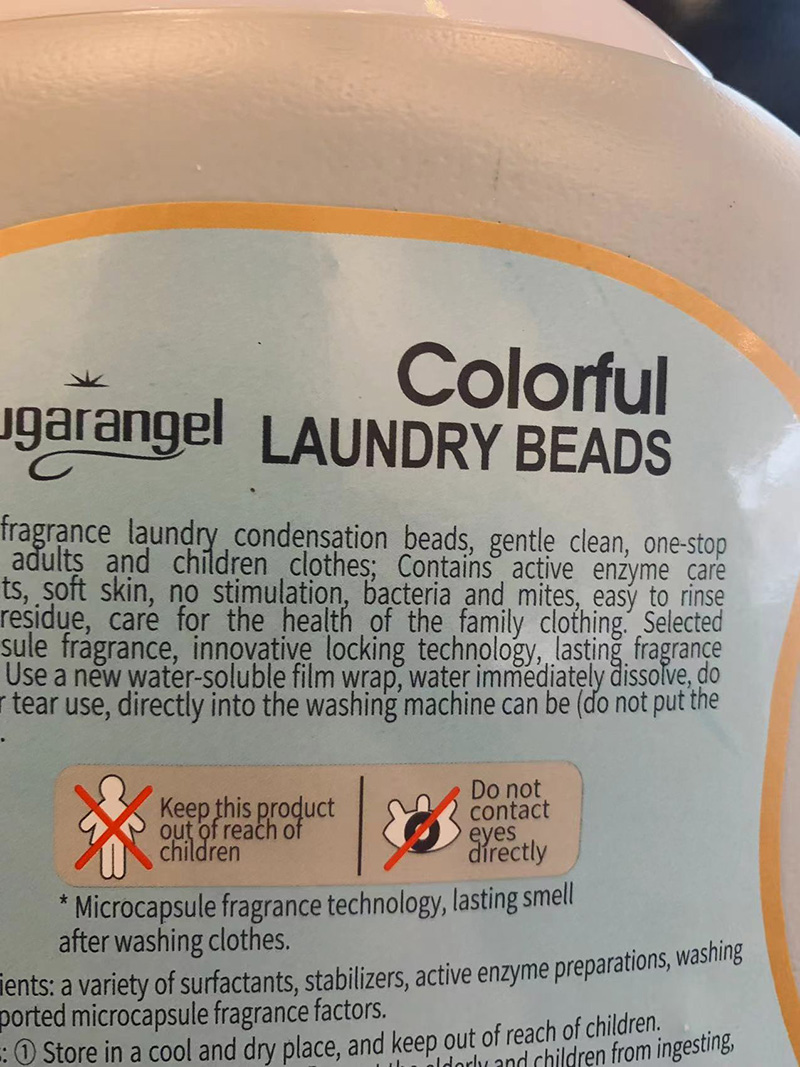 Colorful
ugarangel LAUNDRY BEADS
fragrance laundry condensation beads, gentle clean, one-stop
adults and children clothes; Contains active enzyme care
ts, soft skin, no stimulation, bacteria and mites, easy to rinse
residue, care for the health of the family clothing. Selected
sule fragrance, innovative locking technology, lasting fragrance
Use a new water-soluble film wrap, water immediately dissolve, do
r tear use, directly into the washing machine can be (do not put the
.
Keep this product
out of reach of
children
Do not
contact
eyes
directly
* Microcapsule fragrance technology, lasting smell
after washing clothes.
ients: a variety of surfactants, stabilizers, active enzyme preparations, washing
ported microcapsule fragrance factors.
: ① Store in a cool and dry place, and keep out of reach of children.
elderly and children from ingesting,